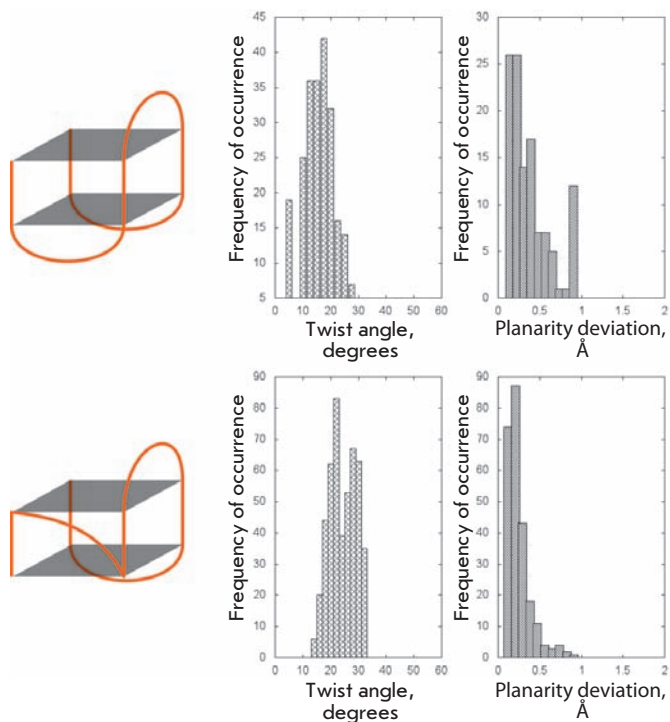 Frequency of occurrence
45
40
35
30
25
20
15
10
5
0 10 20 30 40 50 60
Twist angle,
degrees
Frequency of occurrence
30
25
20
15
10
5
0
0 0.5 1 1.5 2
Planarity deviation,
Å
Frequency of occurrence
90
80
70
60
50
40
30
20
10
0
0 10 20 30 40 50 60
Twist angle,
degrees
Frequency of occurrence
90
80
70
60
50
40
30
20
10
0
0 0.5 1 1.5 2
Planarity deviation,
Å